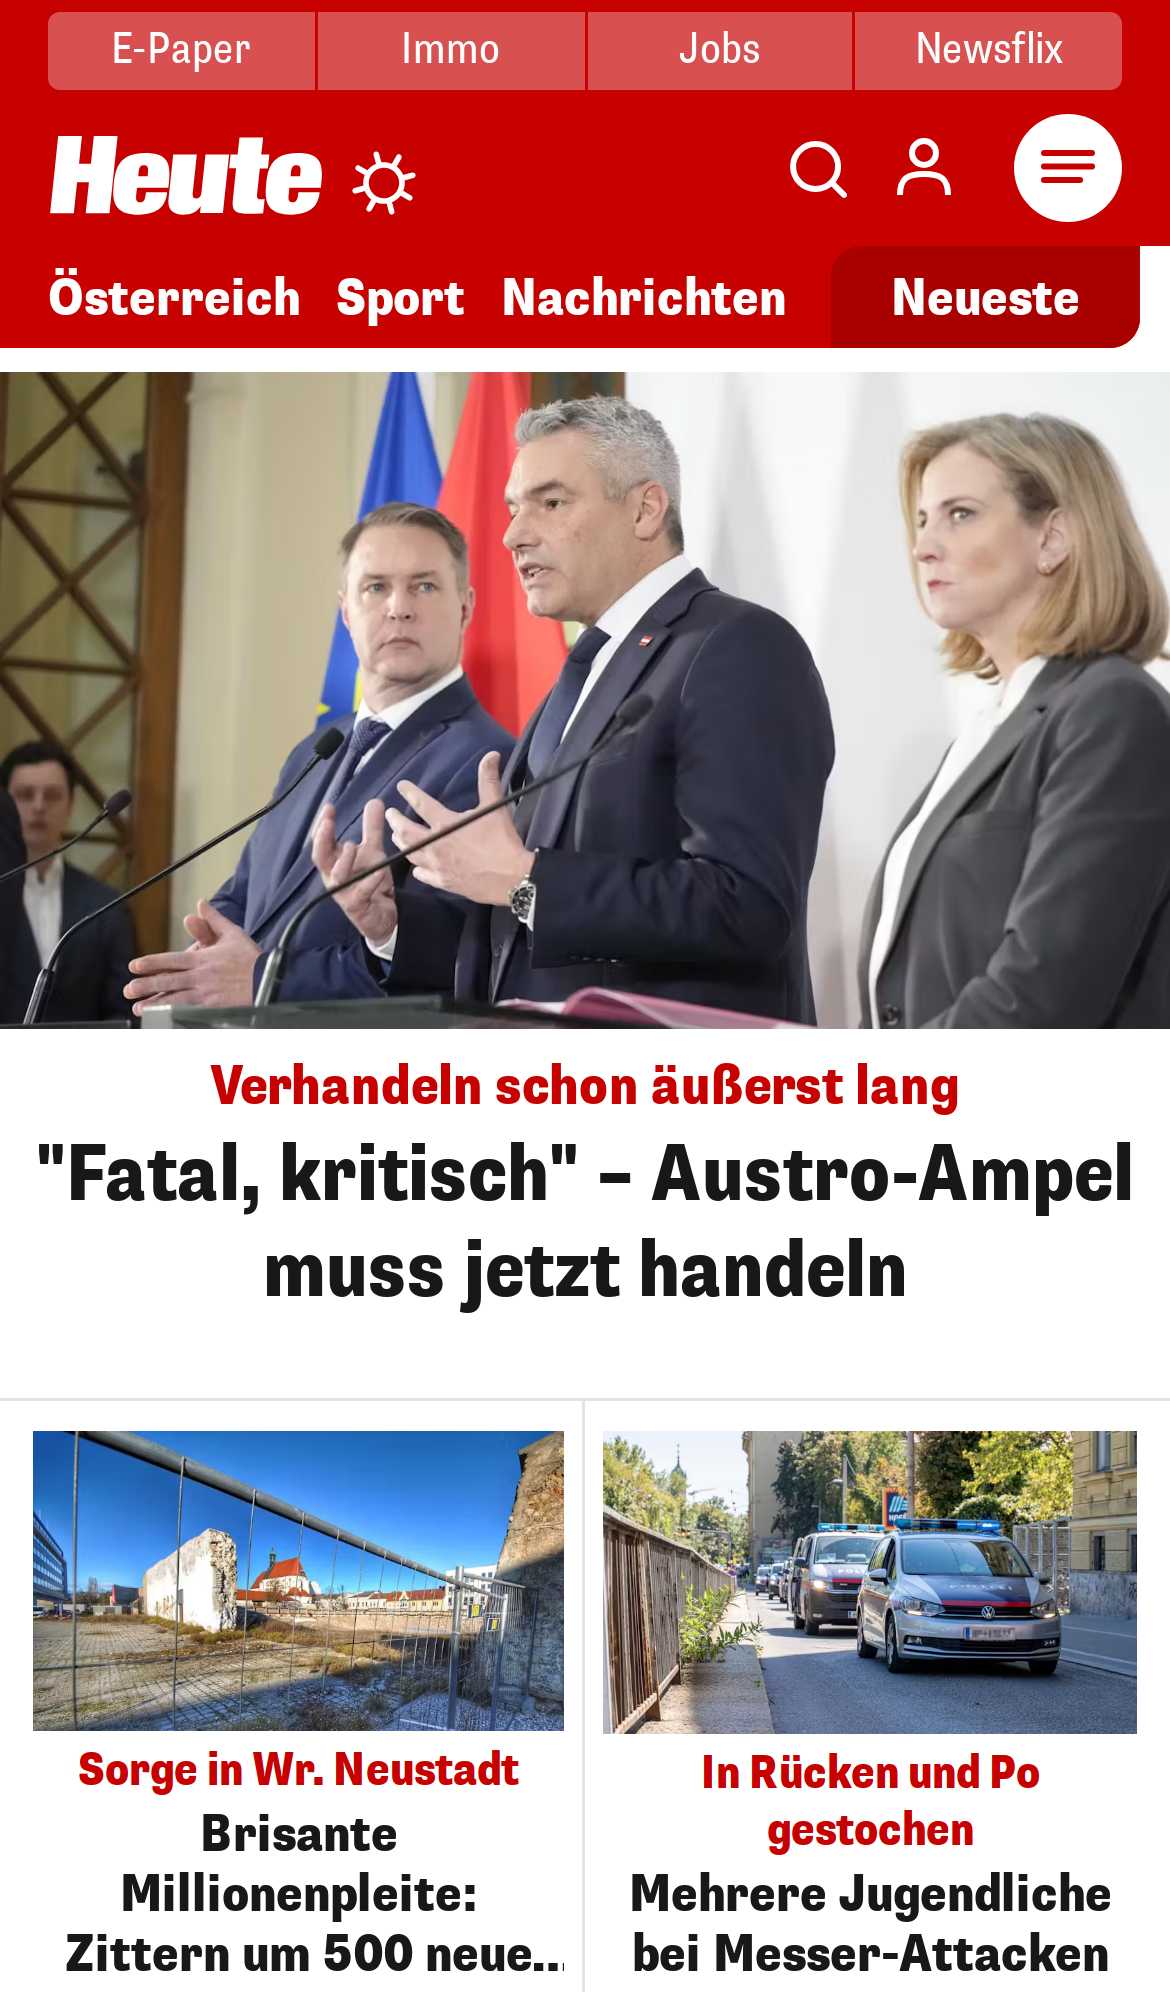 E-Paper
Immo
Jobs
Newsflix
Heute
Österreich
Sport
Nachrichten
Neueste
Verhandeln schon äußerst lang
"Fatal, kritisch" – Austro-Ampel
muss jetzt handeln
Sorge in Wr. Neustadt
Brisante
Millionenpleite:
Zittern um 500 neue...
In Rücken und Po
gestochen
Mehrere Jugendliche
bei Messer-Attacken